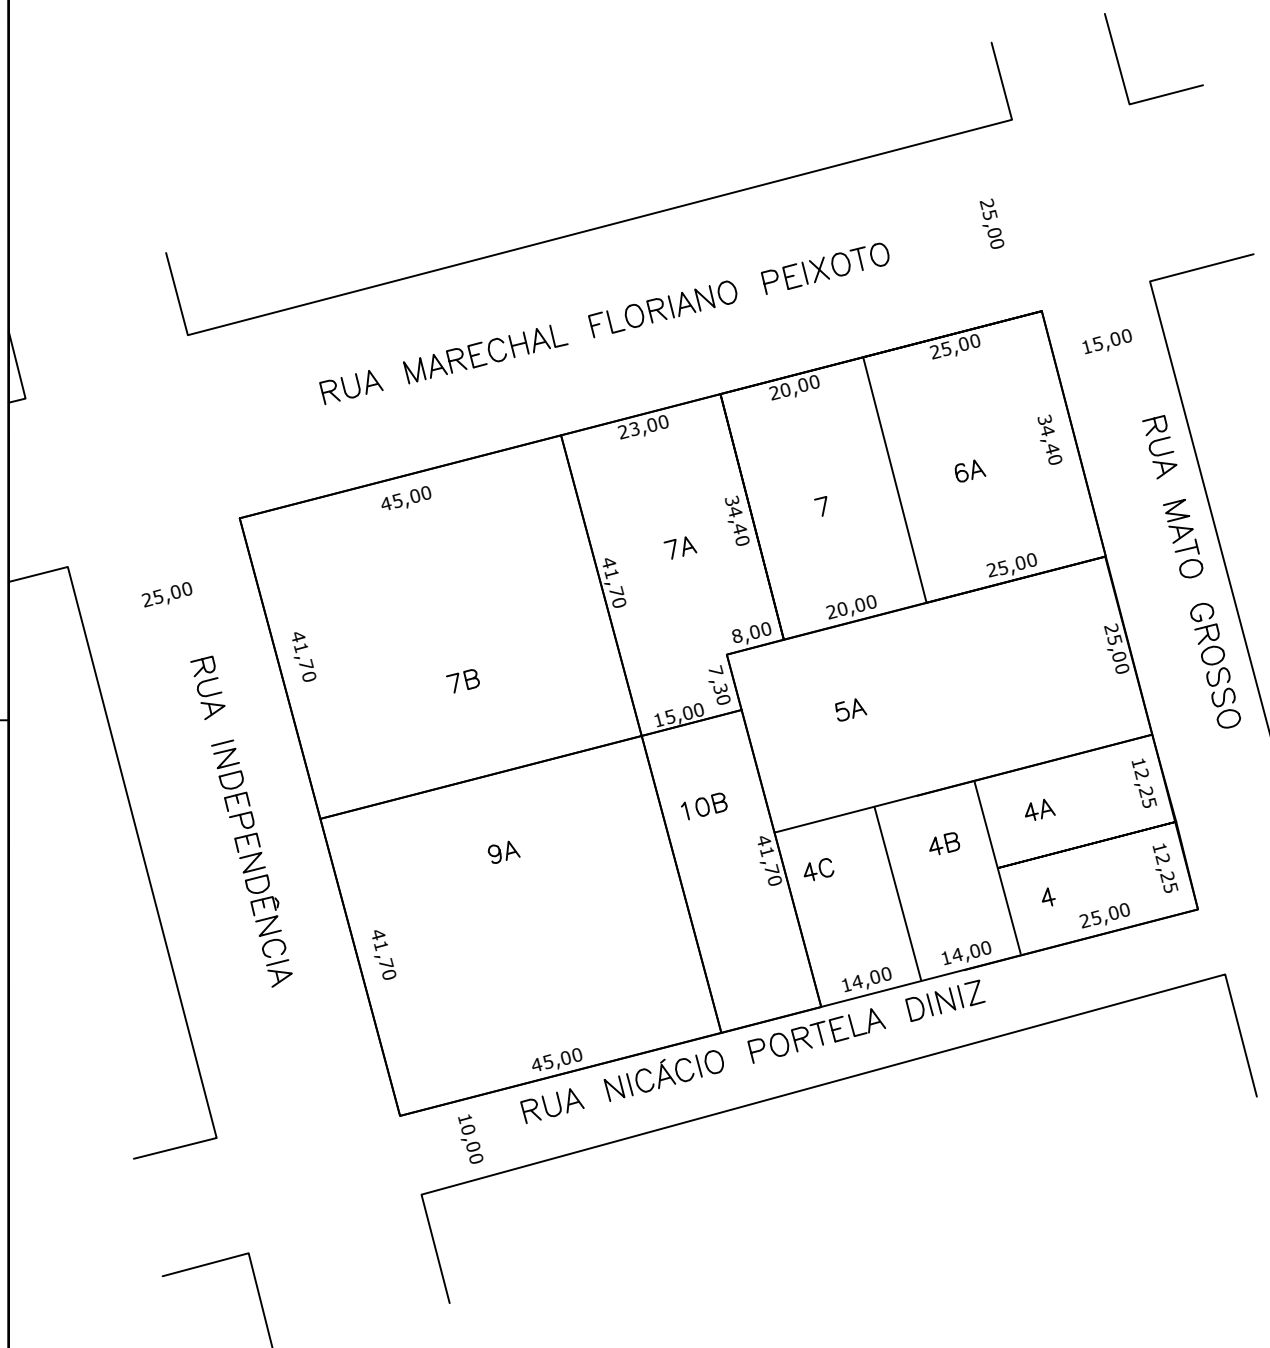 25,00
RUA MARECHAL FLORIANO PEIXOTO
15,00
25,00
20,00
23,00
45,00
34,40
6A
RUA MATO GROSSO
7
34,40
7A
41,70
25,00
41,70
7B
25,00
20,00
8,00
7,30
15,00
25,00
5A
RUA INDEPENDÊNCIA
10B
12,25
4A
4B
4C
41,70
9A
12,25
4
25,00
14,00
14,00
41,70
45,00
RUA NICÁCIO PORTELA DINIZ
10,00